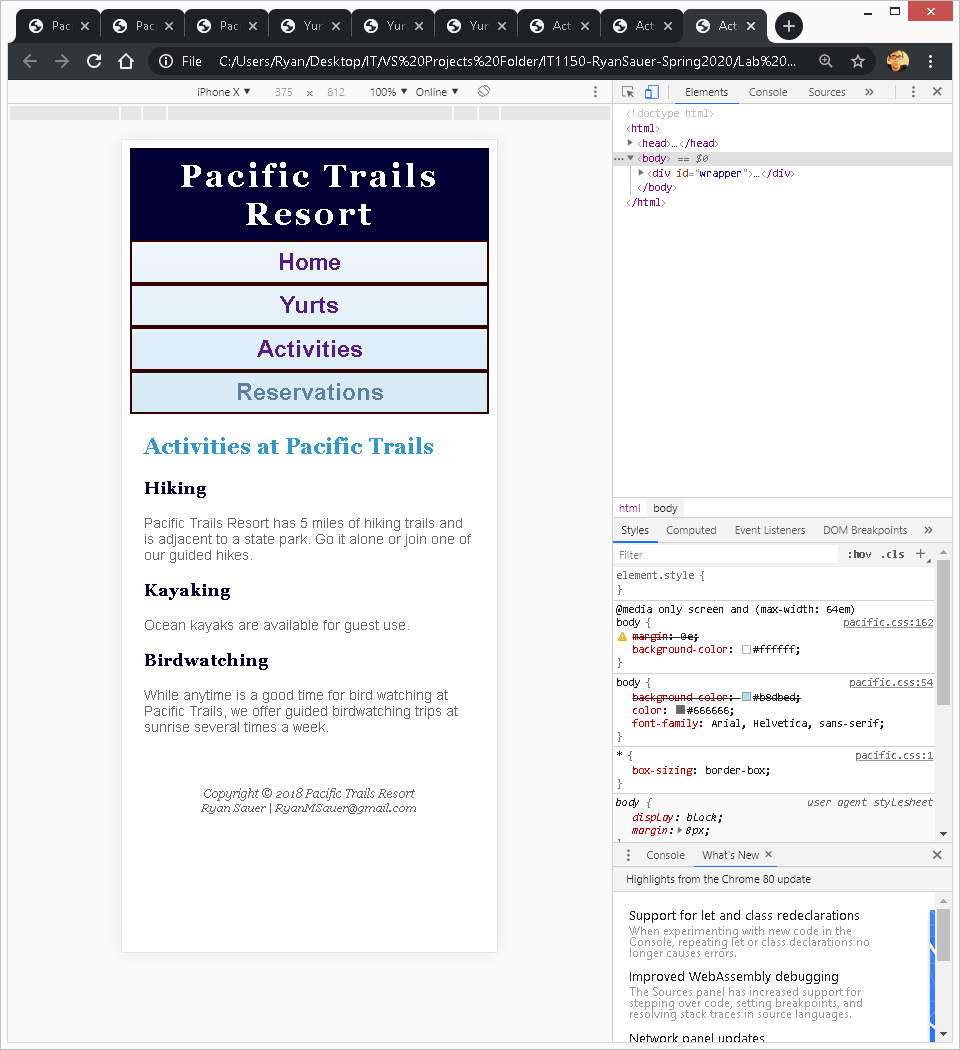 Pac
Pac
Pac
Yur
Yur
Yur
Act
Act
Act
File C:/Users/Ryan/Desktop/IT/VS%20Projects%20Folder/IT1150-RyanSauer-Spring2020/Lab%20...
iPhone X ▼ 375 x 812 100% ▼ Online ▼
Elements Console Sources »
<!doctype html>
<html>
<head>…</head>
<body> == $0
<div id="wrapper">…</div>
</body>
</html>
Pacific Trails
Resort
Home
Yurts
Activities
Reservations
Activities at Pacific Trails
Hiking
Pacific Trails Resort has 5 miles of hiking trails and
is adjacent to a state park. Go it alone or join one of
our guided hikes.
Kayaking
Ocean kayaks are available for guest use.
Birdwatching
While anytime is a good time for bird watching at
Pacific Trails, we offer guided birdwatching trips at
sunrise several times a week.
Copyright © 2018 Pacific Trails Resort
Ryan Sauer | RyanMSauer@gmail.com
html body
Styles Computed Event Listeners DOM Breakpoints »
Filter :hov .cls +
element.style {
}
@media only screen and (max-width: 64em)
body { pacific.css:162
margin: 0e;
background-color: #ffffff;
}
body { pacific.css:54
background-color: #b8dbed;
color: #666666;
font-family: Arial, Helvetica, sans-serif;
}
* { pacific.css:1
box-sizing: border-box;
}
body { user agent stylesheet
display: block;
margin: 8px;
Console What's New ×
Highlights from the Chrome 80 update
Support for let and class redeclarations
When experimenting with new code in the
Console, repeating let or class declarations no
longer causes errors.
Improved WebAssembly debugging
The Sources panel has increased support for
stepping over code, setting breakpoints, and
resolving stack traces in source languages.
Network panel updates